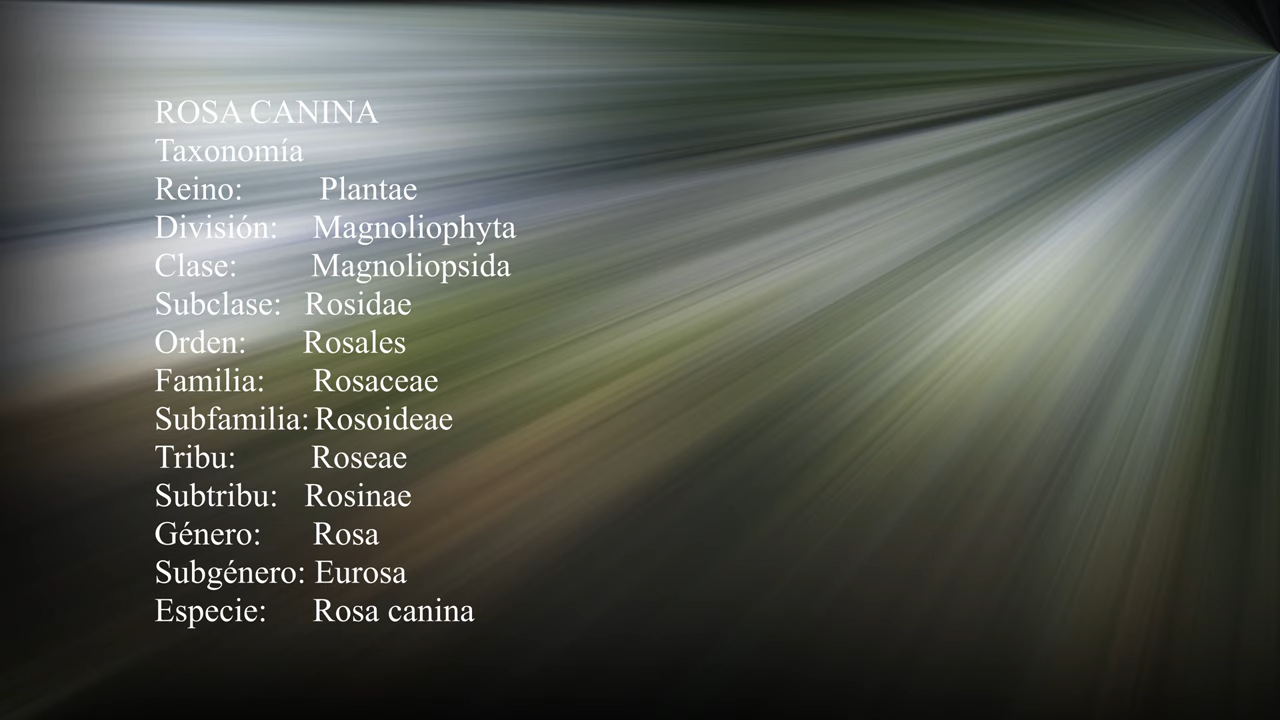 ROSA CANINA
Taxonomía
Reino: Plantae
División: Magnoliophyta
Clase: Magnoliopsida
Subclase: Rosidae
Orden: Rosales
Familia: Rosaceae
Subfamilia: Rosoideae
Tribu: Roseae
Subtribu: Rosinae
Género: Rosa
Subgénero: Eurosa
Especie: Rosa canina